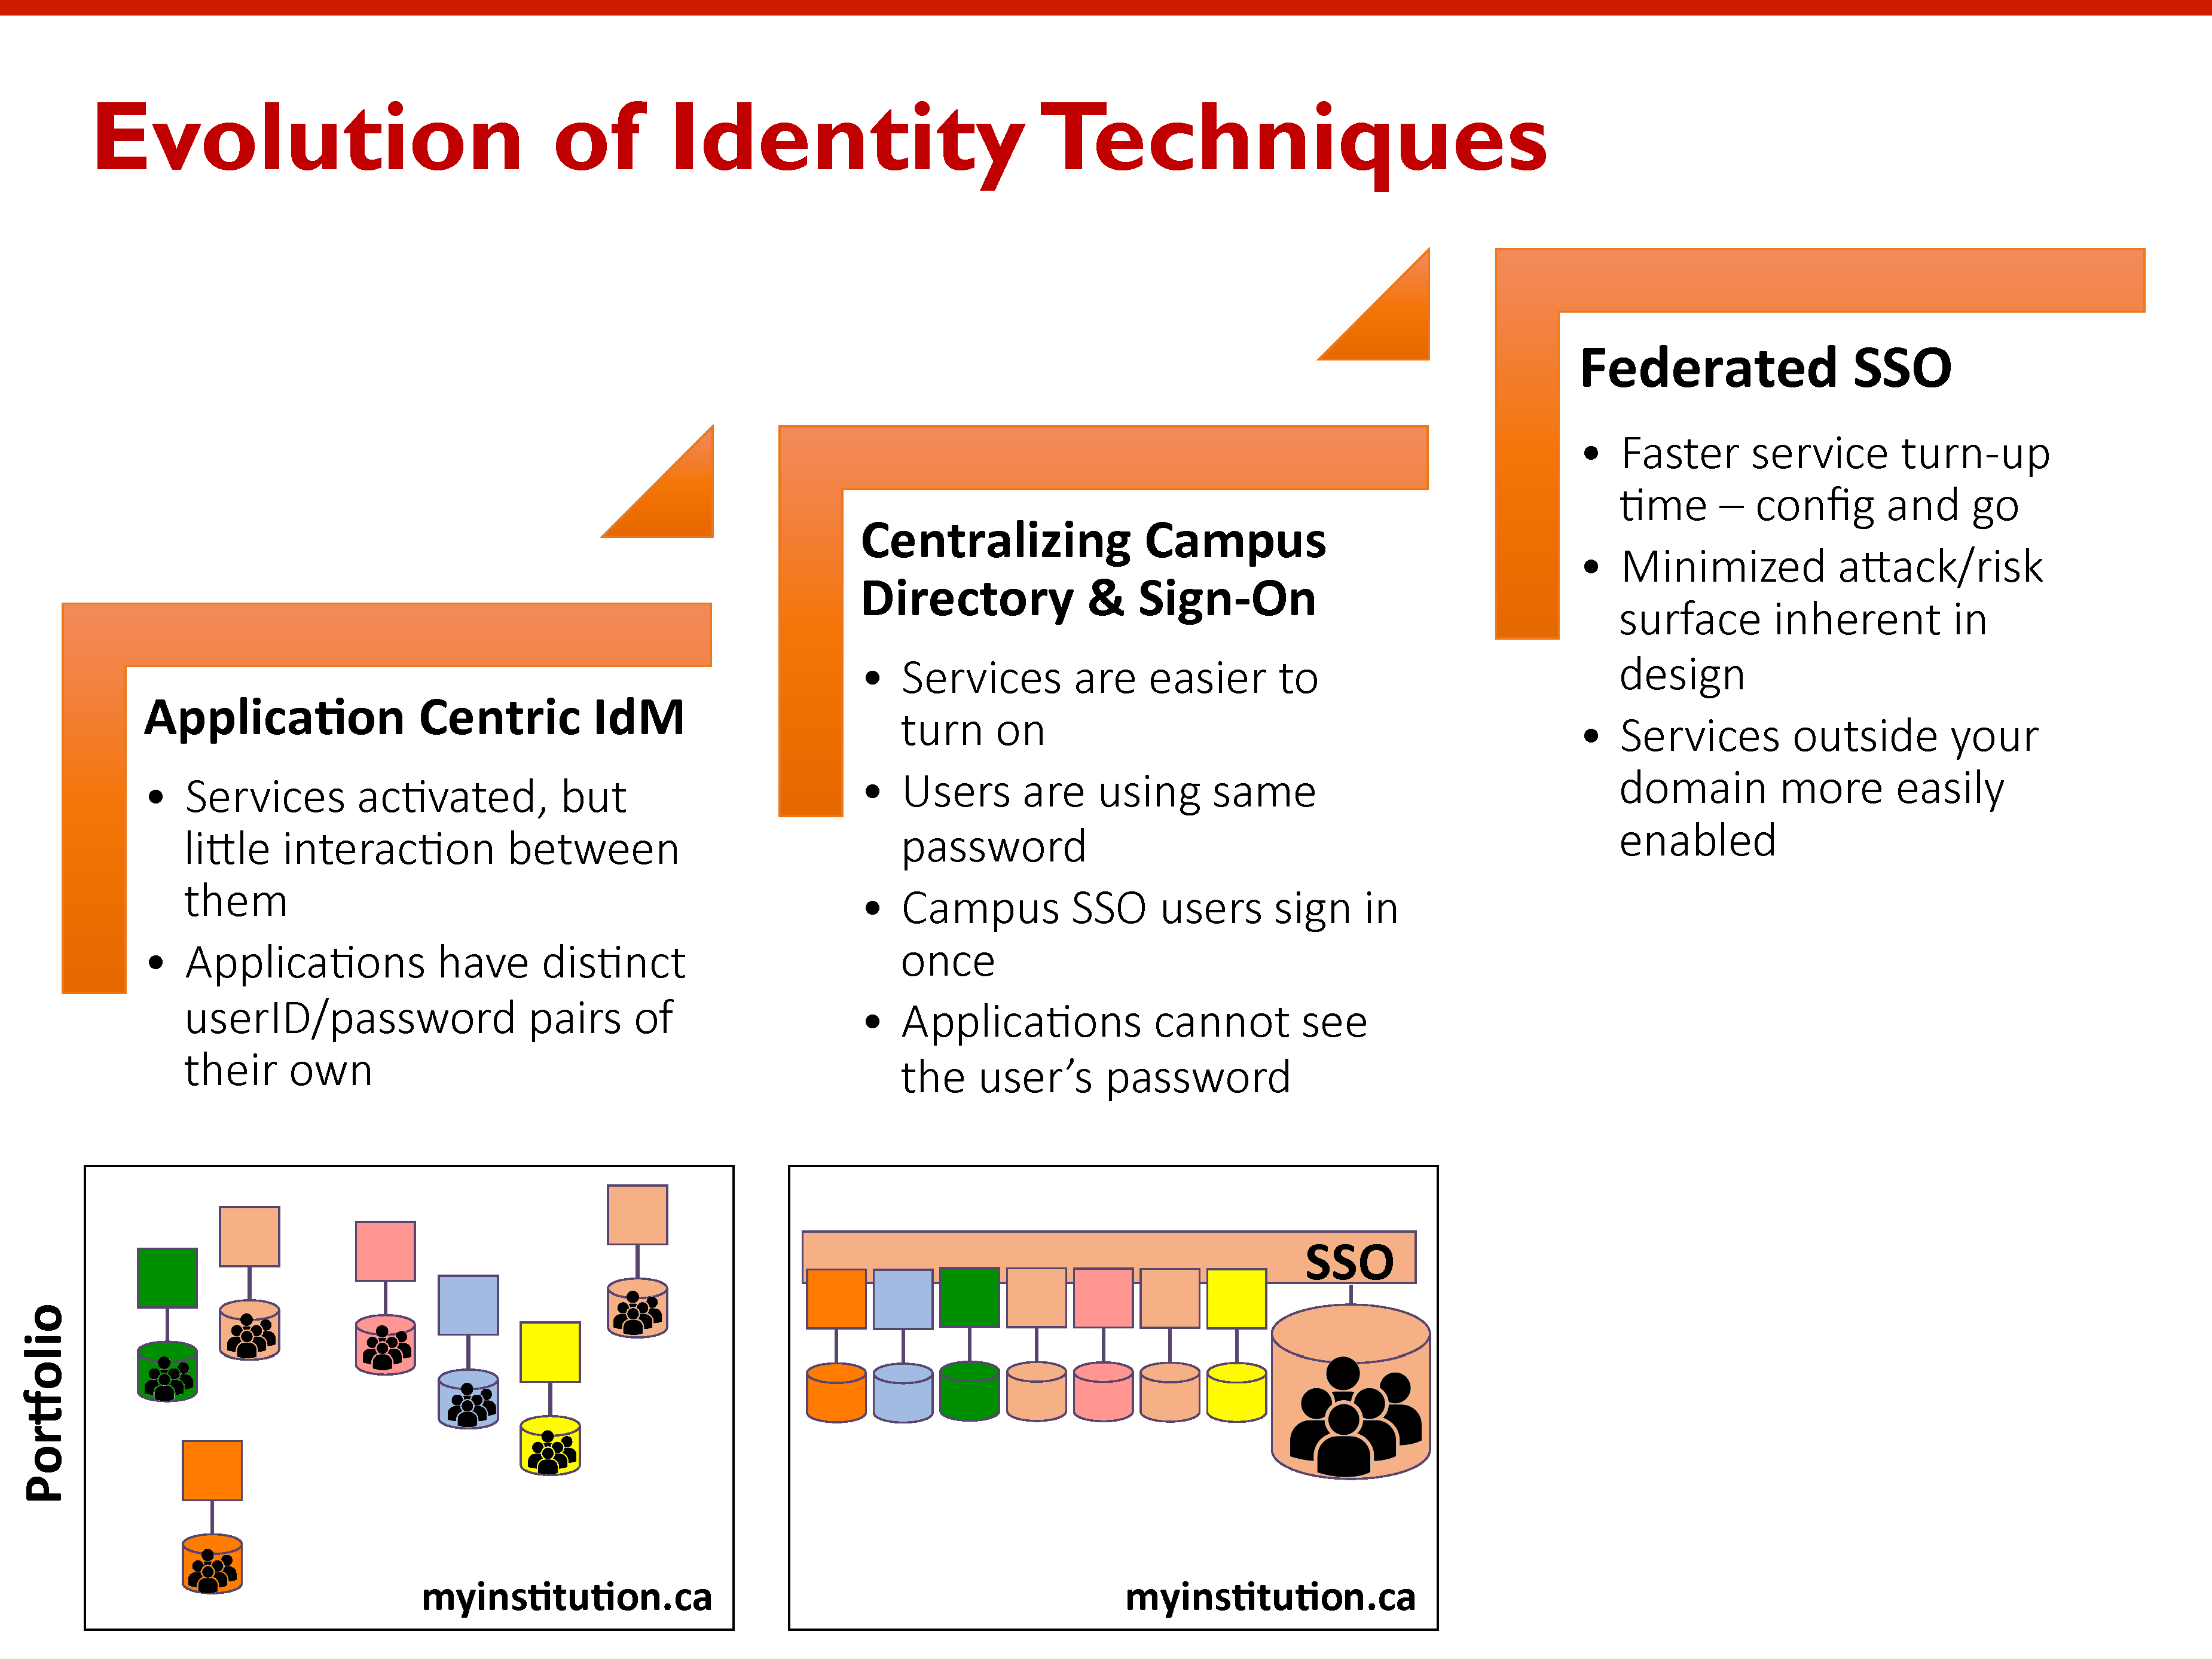 Evolution of Identity Techniques
Application Centric IdM
• Services activated, but
little interaction between
them
• Applications have distinct
userID/password pairs of
their own
Centralizing Campus
Directory & Sign-On
• Services are easier to
turn on
• Users are using same
password
• Campus SSO users sign in
once
• Applications cannot see
the user’s password
Federated SSO
• Faster service turn-up
time – config and go
• Minimized attack/risk
surface inherent in
design
• Services outside your
domain more easily
enabled
Portfolio
myinstitution.ca
SSO
myinstitution.ca